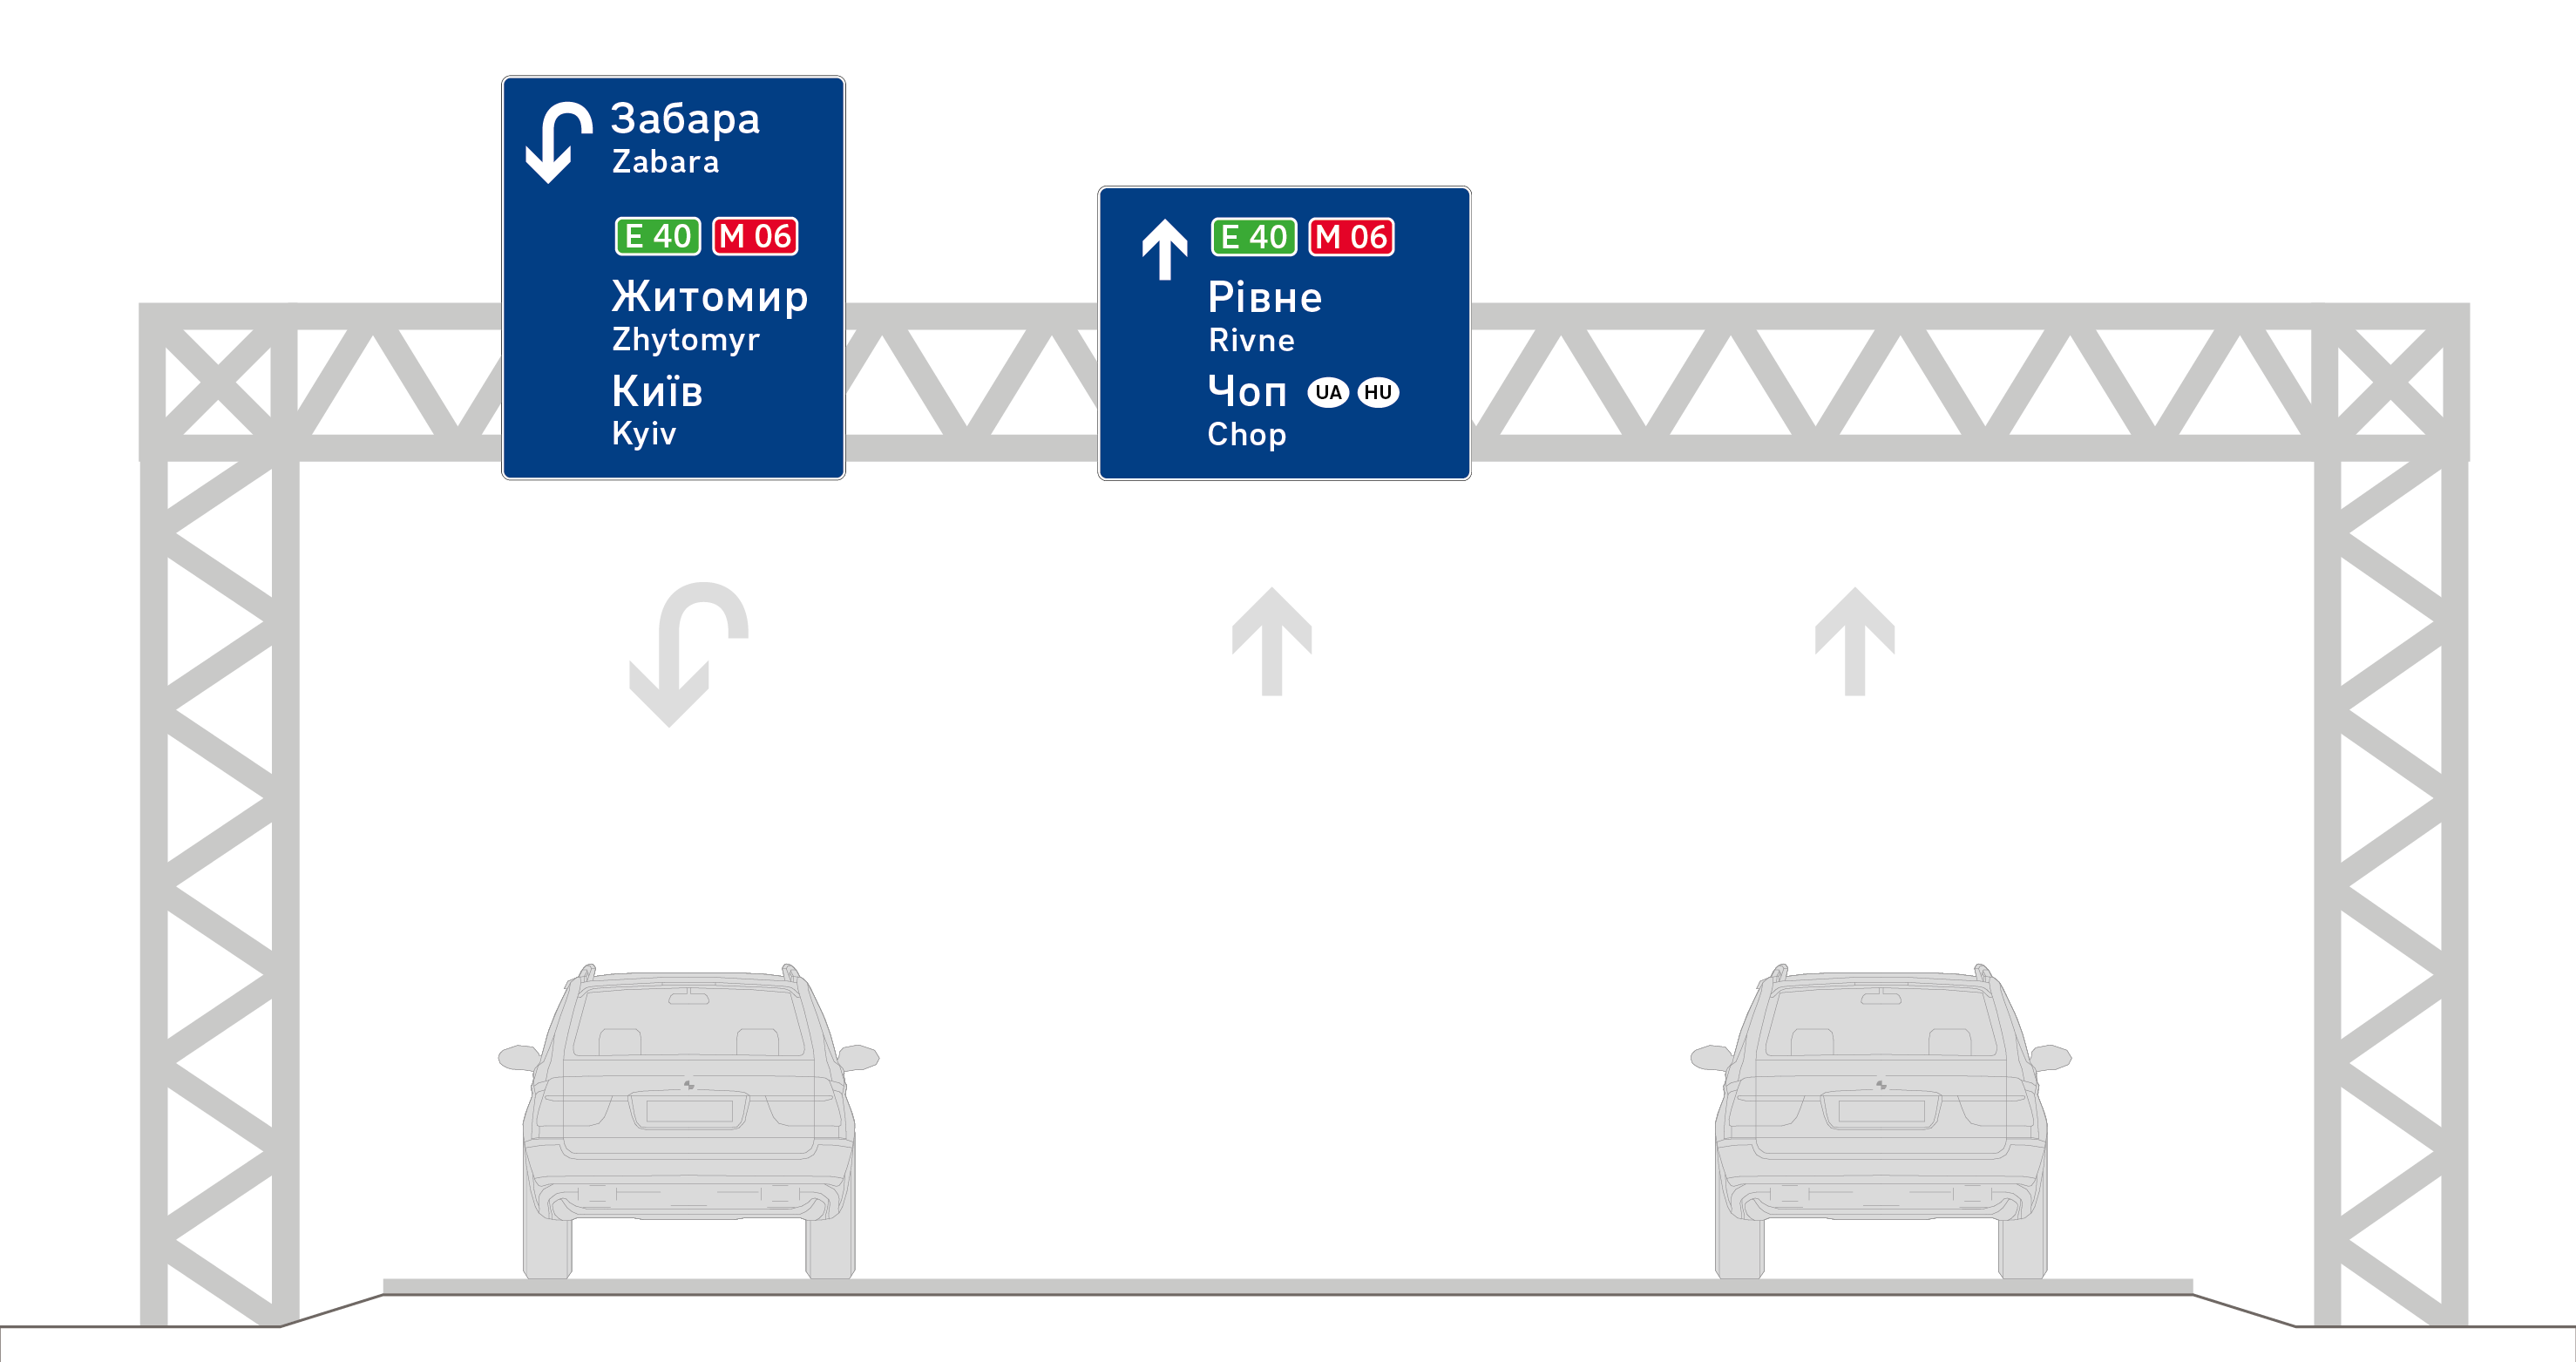 Забара
Zabara
E 40 M 06
Житомир
Zhytomyr
Київ
Kyiv
E 40 M 06
Рівне
Rivne
Чоп UA HU
Chop